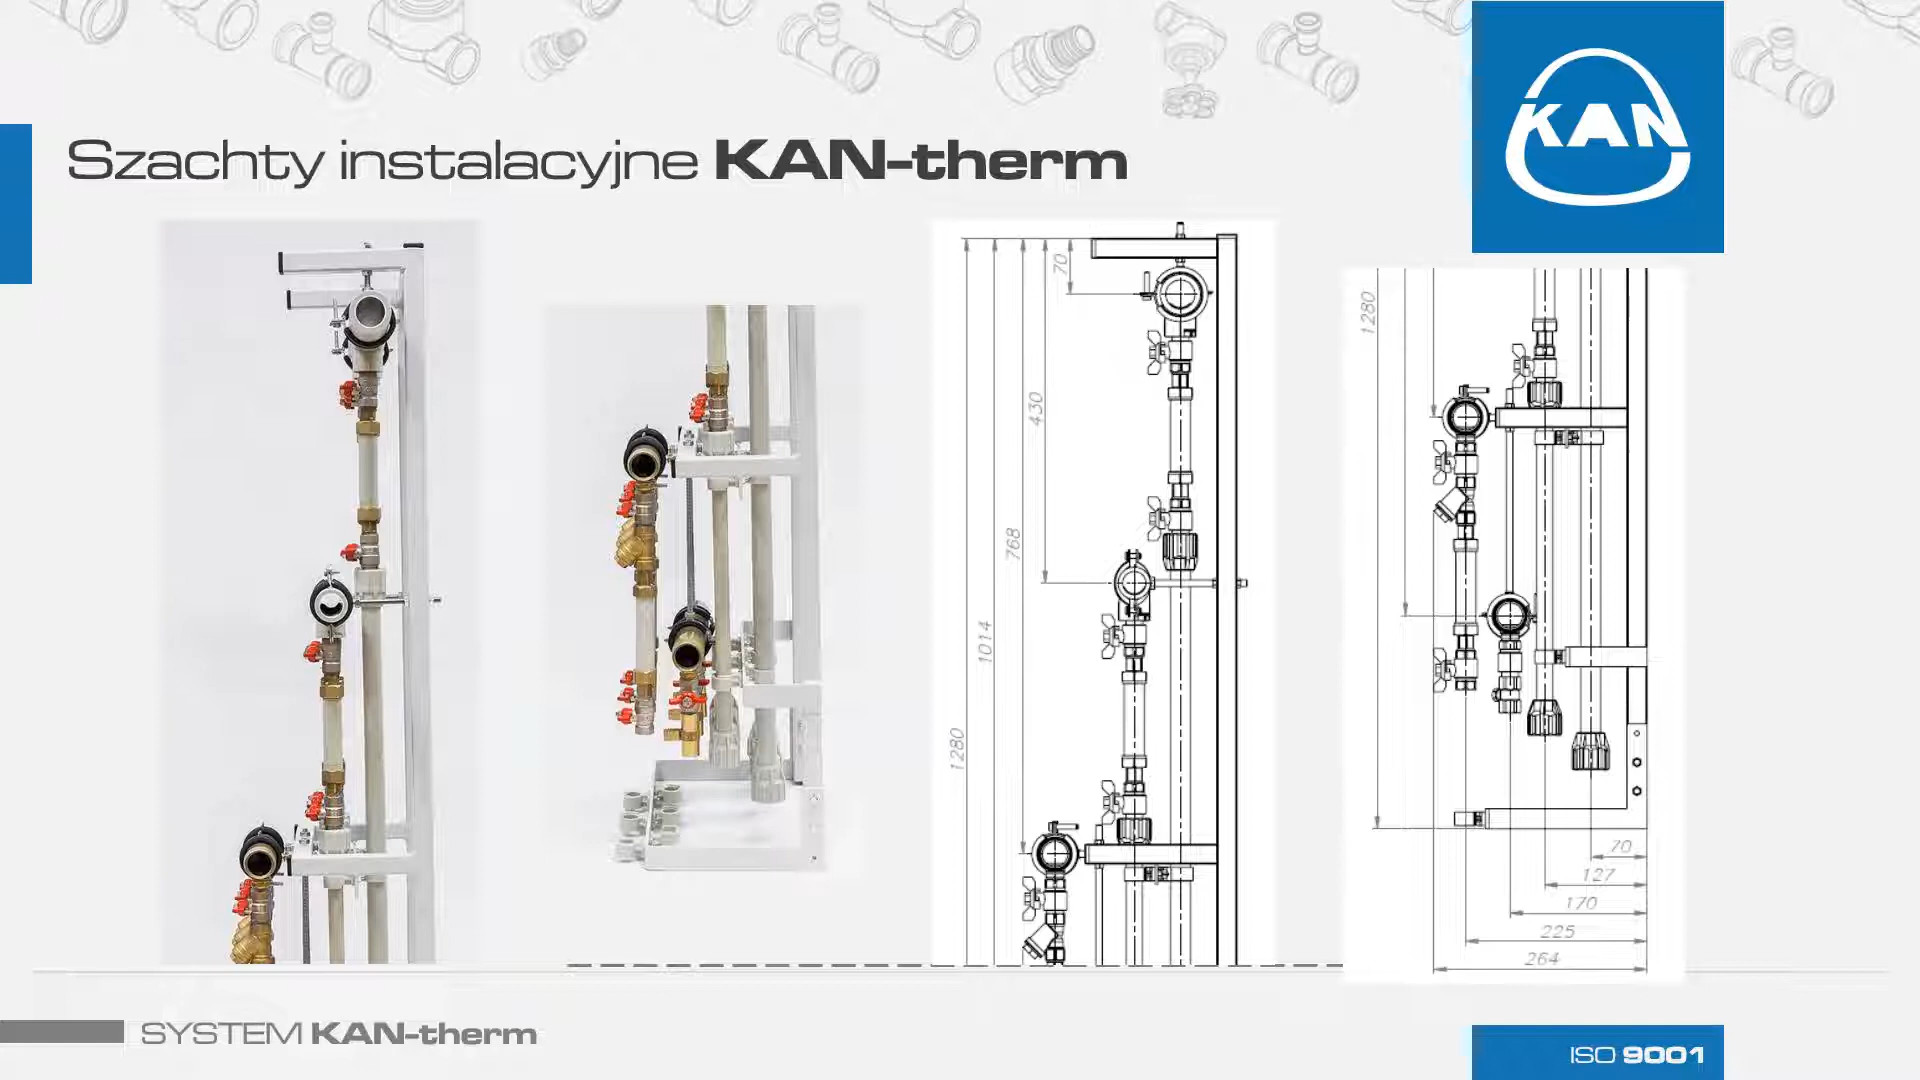 KAN
Szachty instalacyjne KAN-therm
70
430
768
1014
1280
1280
70
127
170
225
264
SYSTEM KAN-therm
ISO 9001